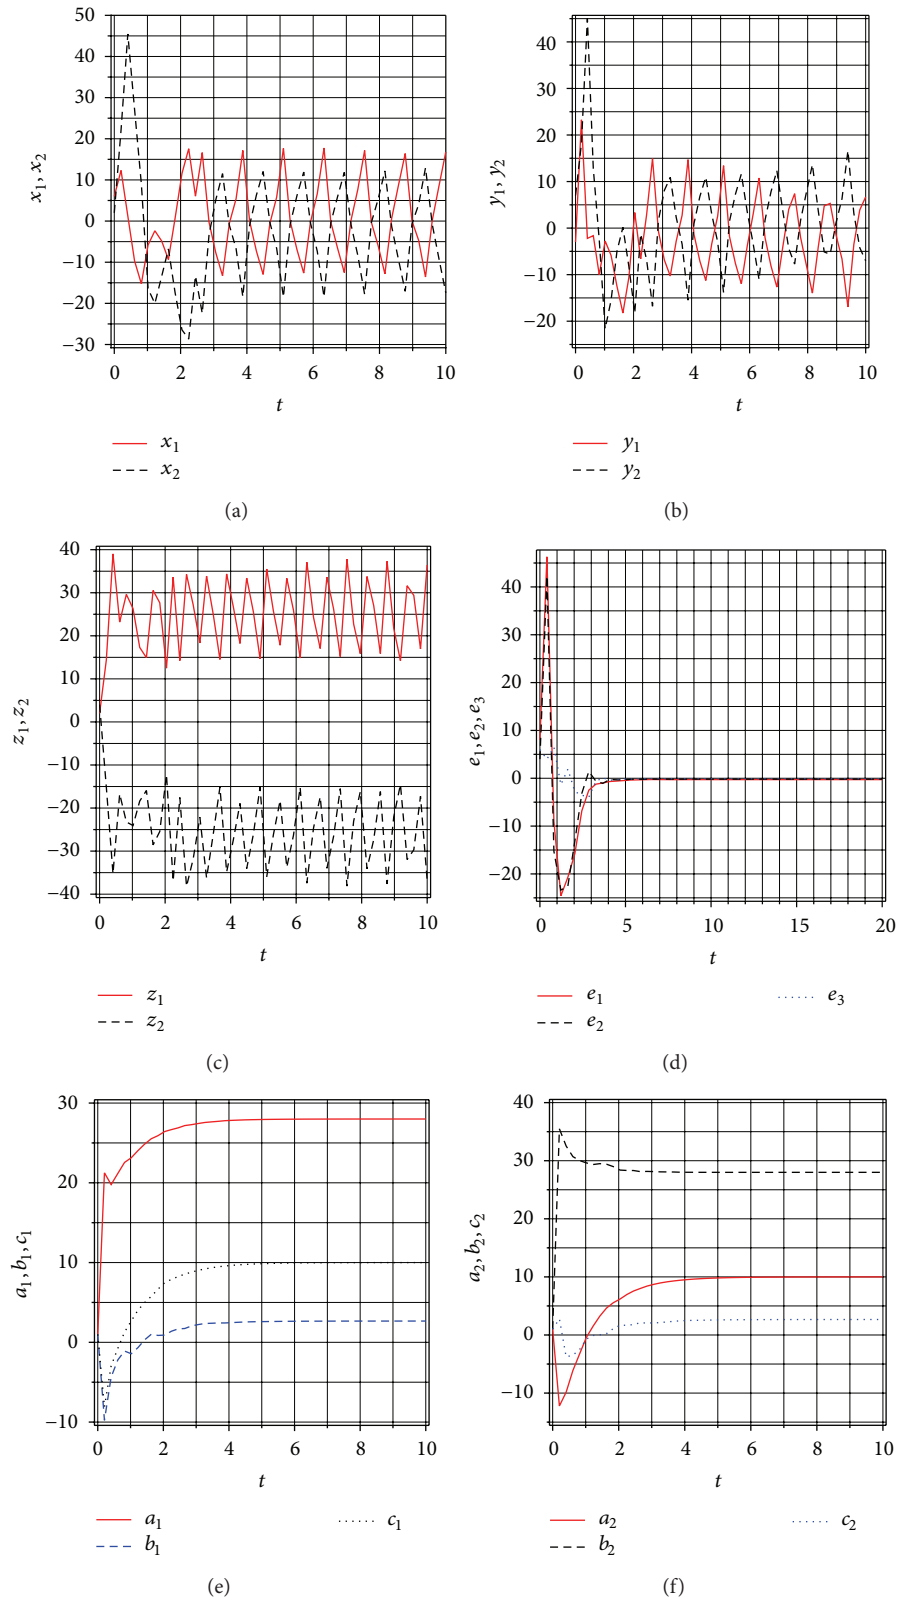 50
40
30
20
10
0
−10
−20
−30
x1, x2
0 2 4 6 8 10
t
x1
x2
(a)
40
30
20
10
0
−10
−20
y1, y2
0 2 4 6 8 10
t
y1
y2
(b)
40
30
20
10
0
−10
−20
−30
−40
z1, z2
0 2 4 6 8 10
t
z1
z2
(c)
40
30
20
10
0
−10
−20
e1, e2, e3
0 5 10 15 20
t
e1 e3
e2
(d)
30
20
10
0
−10
a1, b1, c1
0 2 4 6 8 10
t
a1 c1
b1
(e)
40
30
20
10
0
−10
a2, b2, c2
0 2 4 6 8 10
t
a2 c2
b2
(f)